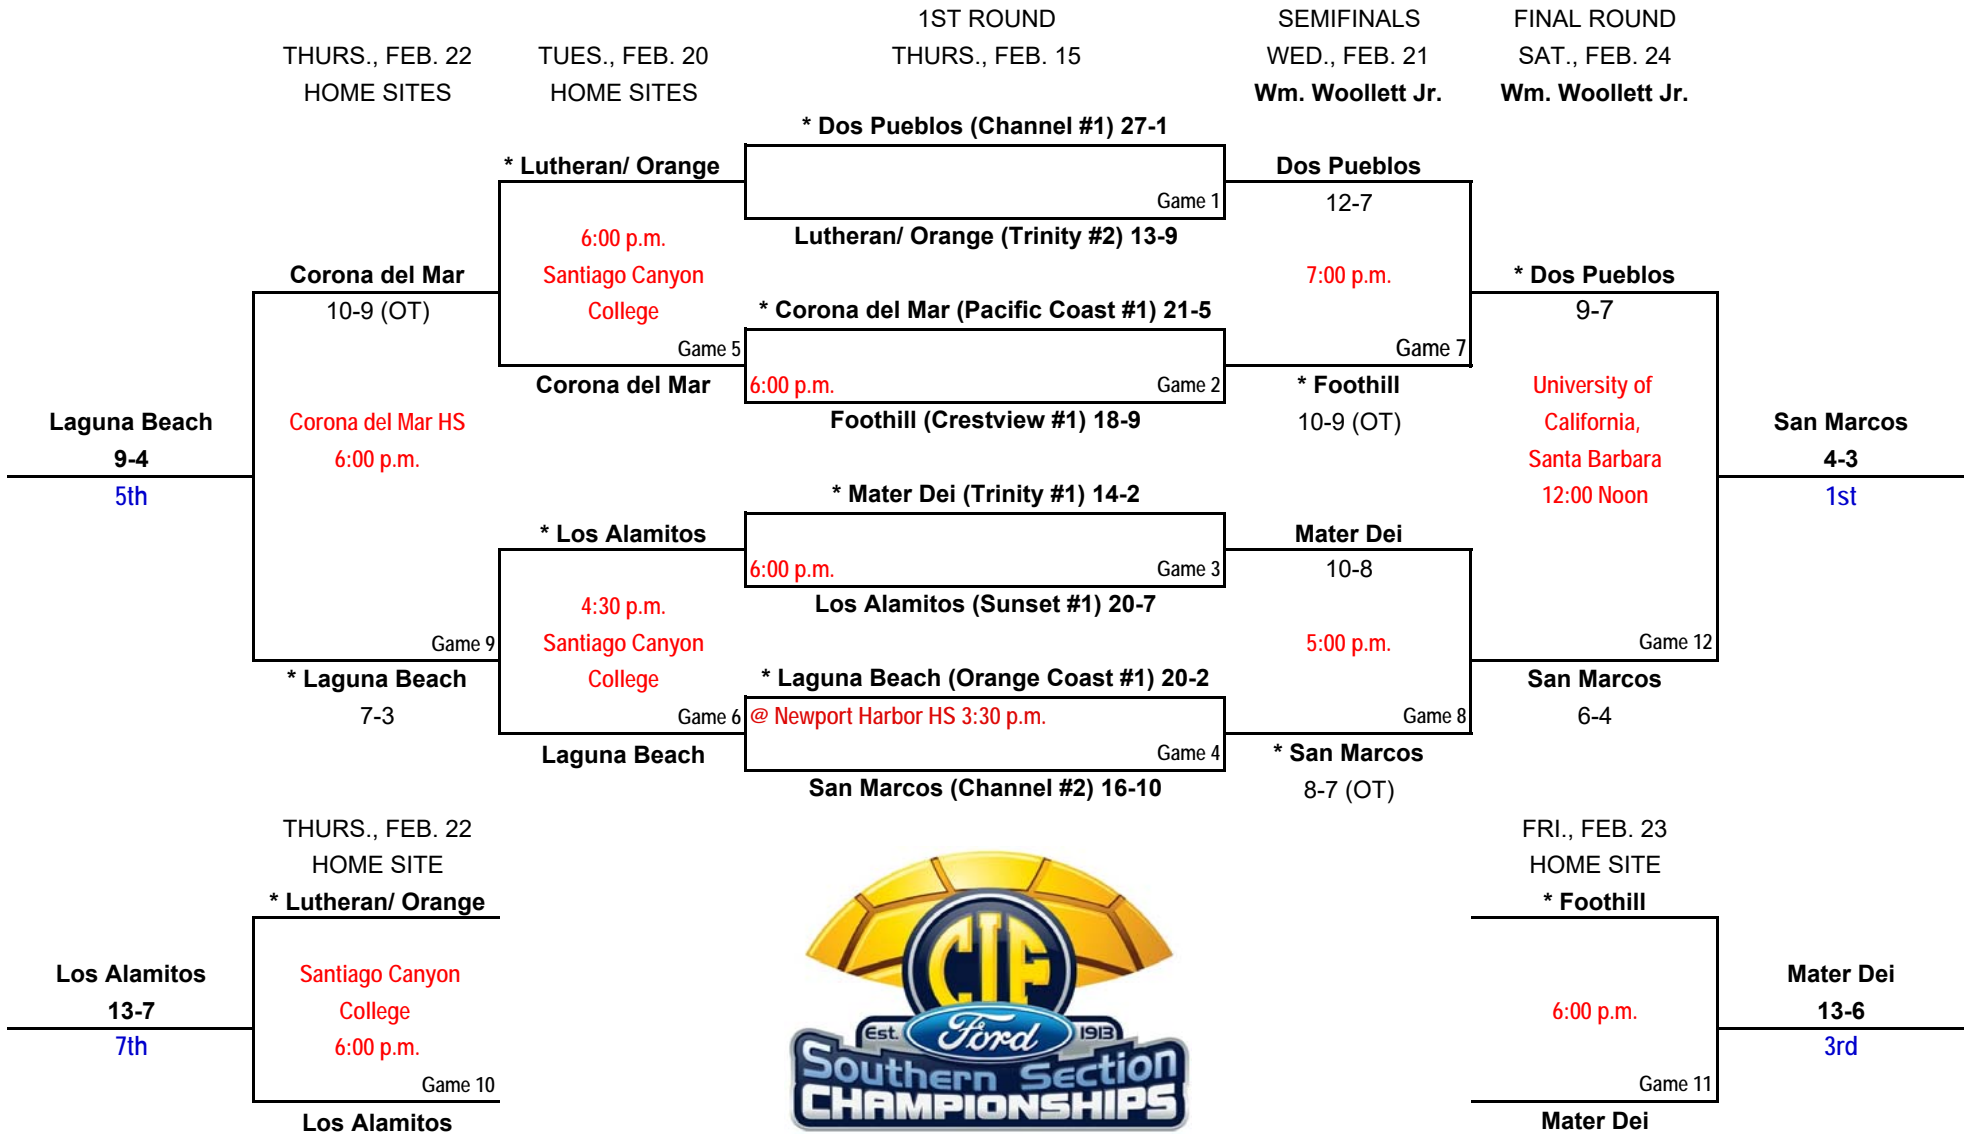 1ST ROUND SEMIFINALS FINAL ROUND
THURS., FEB. 22 TUES., FEB. 20 THURS., FEB. 15 WED., FEB. 21 SAT., FEB. 24
HOME SITES HOME SITES Wm. Woollett Jr. Wm. Woollett Jr.
* Dos Pueblos (Channel #1) 27-1
* Lutheran/ Orange Dos Pueblos
Game 1 12-7
6:00 p.m. Lutheran/ Orange (Trinity #2) 13-9
Corona del Mar Santiago Canyon 7:00 p.m. * Dos Pueblos
10-9 (OT) College * Corona del Mar (Pacific Coast #1) 21-5 9-7
Game 5 Game 7
Corona del Mar 6:00 p.m. Game 2 * Foothill University of
Laguna Beach Corona del Mar HS Foothill (Crestview #1) 18-9 10-9 (OT) California, San Marcos
9-4 6:00 p.m. Santa Barbara 4-3
5th * Mater Dei (Trinity #1) 14-2 12:00 Noon 1st
* Los Alamitos Mater Dei
6:00 p.m. Game 3 10-8
4:30 p.m. Los Alamitos (Sunset #1) 20-7
Game 9 Santiago Canyon 5:00 p.m. Game 12
* Laguna Beach College * Laguna Beach (Orange Coast #1) 20-2 San Marcos
7-3 Game 6 @ Newport Harbor HS 3:30 p.m. Game 8 6-4
Laguna Beach Game 4 * San Marcos
San Marcos (Channel #2) 16-10 8-7 (OT)
THURS., FEB. 22 FRI., FEB. 23
HOME SITE HOME SITE
* Lutheran/ Orange * Foothill
Los Alamitos Santiago Canyon CIF Mater Dei
13-7 College 6:00 p.m. 13-6
7th 6:00 p.m. Est. Ford 1913 3rd
Southern Section
Game 10 Game 11
CHAMPIONSHIPS
Los Alamitos Mater Dei